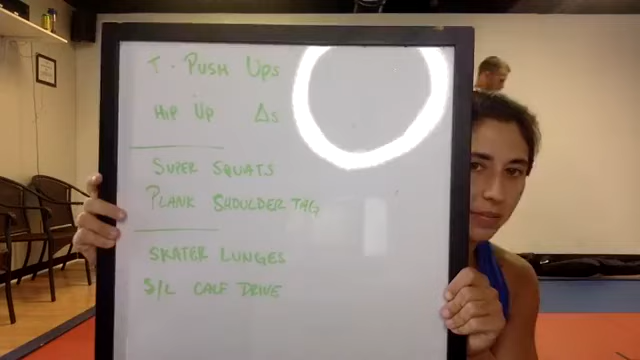 T. PUSH UPS
HIP UP Δs
SUPER SQUATS
PLANK SHOULDER TAG
SKATER LUNGES
S/L CALF DRIVE